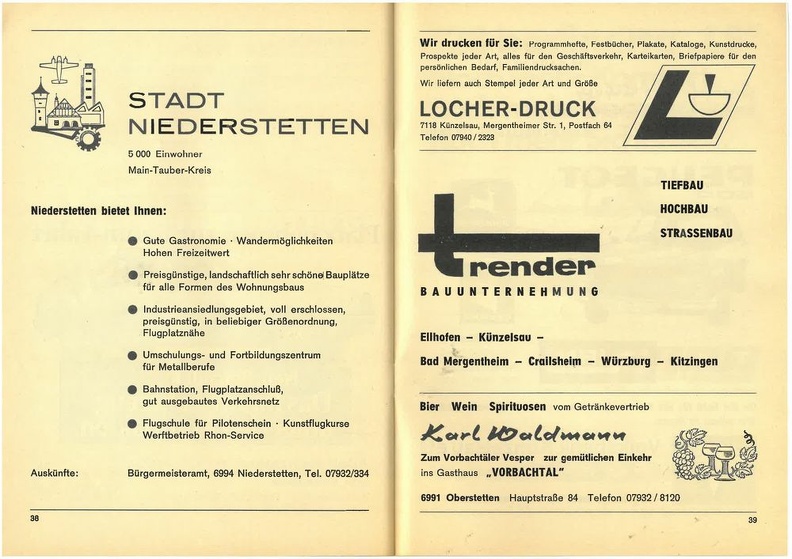 STADT
NIEDERSTETTEN
5 000 Einwohner
Main-Tauber-Kreis
Niederstetten bietet Ihnen:
Gute Gastronomie · Wandermöglichkeiten
Hohen Freizeitwert
Preisgünstige, landschaftlich sehr schöne Bauplätze
für alle Formen des Wohnungsbaus
Industrieansiedlungsgebiet, voll erschlossen,
preisgünstig, in beliebiger Größenordnung,
Flugplatznähe
Umschulungs- und Fortbildungszentrum
für Metallberufe
Bahnstation, Flugplatzanschluß,
gut ausgebautes Verkehrsnetz
Flugschule für Pilotenschein · Kunstflugkurse
Werftbetrieb Rhon-Service
Auskünfte: Bürgermeisteramt, 6994 Niederstetten, Tel. 07932/334
38
Wir drucken für Sie: Programmhefte, Festbücher, Plakate, Kataloge, Kunstdrucke,
Prospekte jeder Art, alles für den Geschäftsverkehr, Karteikarten, Briefpapiere für den
persönlichen Bedarf, Familiendrucksachen.
Wir liefern auch Stempel jeder Art und Größe
LOCHER-DRUCK
7118 Künzelsau, Mergentheimer Str. 1, Postfach 64
Telefon 07940/2323
TIEFBAU
HOCHBAU
STRASSENBAU
trender
BAUUNTERNEHMUNG
Ellhofen – Künzelsau –
Bad Mergentheim – Crailsheim – Würzburg – Kitzingen
Bier Wein Spirituosen vom Getränkevertrieb
Karl Waldmann
Zum Vorbachtäler Vesper zur gemütlichen Einkehr
ins Gasthaus „VORBACHTAL"
6991 Oberstetten Hauptstraße 84 Telefon 07932/8120
39